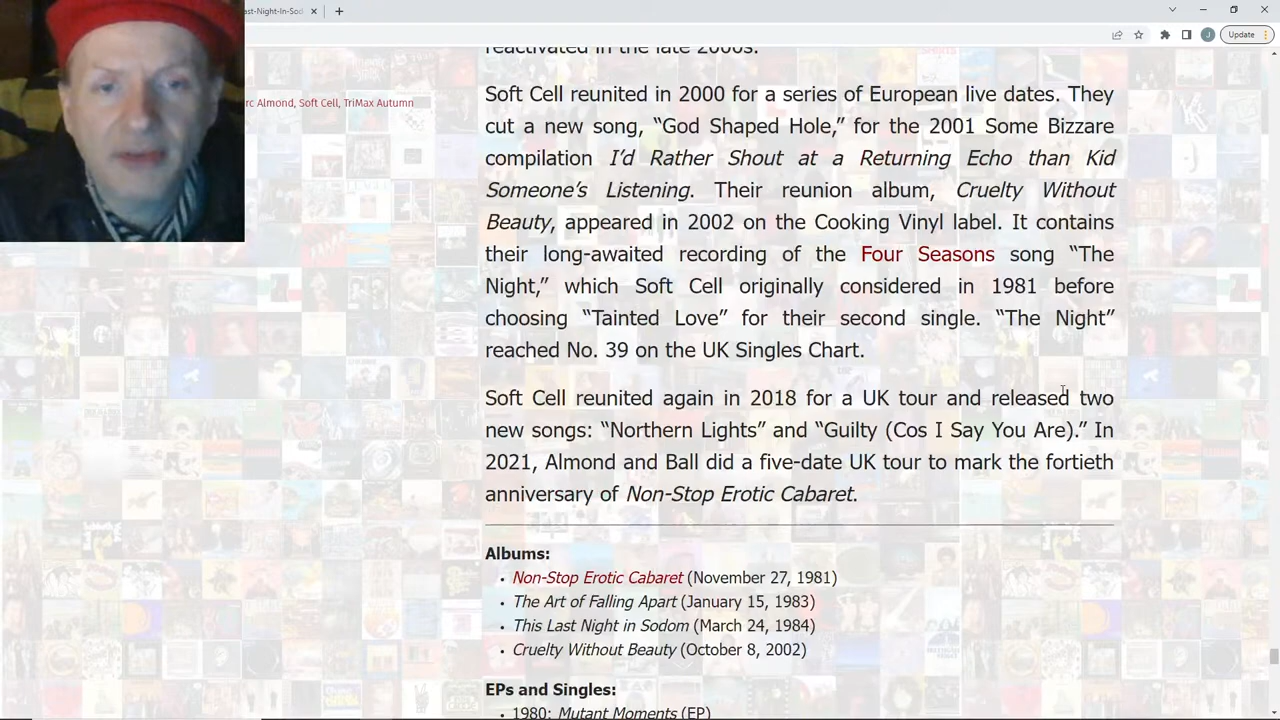 ast-Night-In-Sod
J
Update
rc Almond, Soft Cell, TriMax Autumn
reactivated in the late 2000s.
Soft Cell reunited in 2000 for a series of European live dates. They
cut a new song, “God Shaped Hole,” for the 2001 Some Bizzare
compilation I’d Rather Shout at a Returning Echo than Kid
Someone’s Listening. Their reunion album, Cruelty Without
Beauty, appeared in 2002 on the Cooking Vinyl label. It contains
their long-awaited recording of the Four Seasons song “The
Night,” which Soft Cell originally considered in 1981 before
choosing “Tainted Love” for their second single. “The Night”
reached No. 39 on the UK Singles Chart.
Soft Cell reunited again in 2018 for a UK tour and released two
new songs: “Northern Lights” and “Guilty (Cos I Say You Are).” In
2021, Almond and Ball did a five-date UK tour to mark the fortieth
anniversary of Non-Stop Erotic Cabaret.
Albums:
• Non-Stop Erotic Cabaret (November 27, 1981)
• The Art of Falling Apart (January 15, 1983)
• This Last Night in Sodom (March 24, 1984)
• Cruelty Without Beauty (October 8, 2002)
EPs and Singles:
• 1980: Mutant Moments (EP)